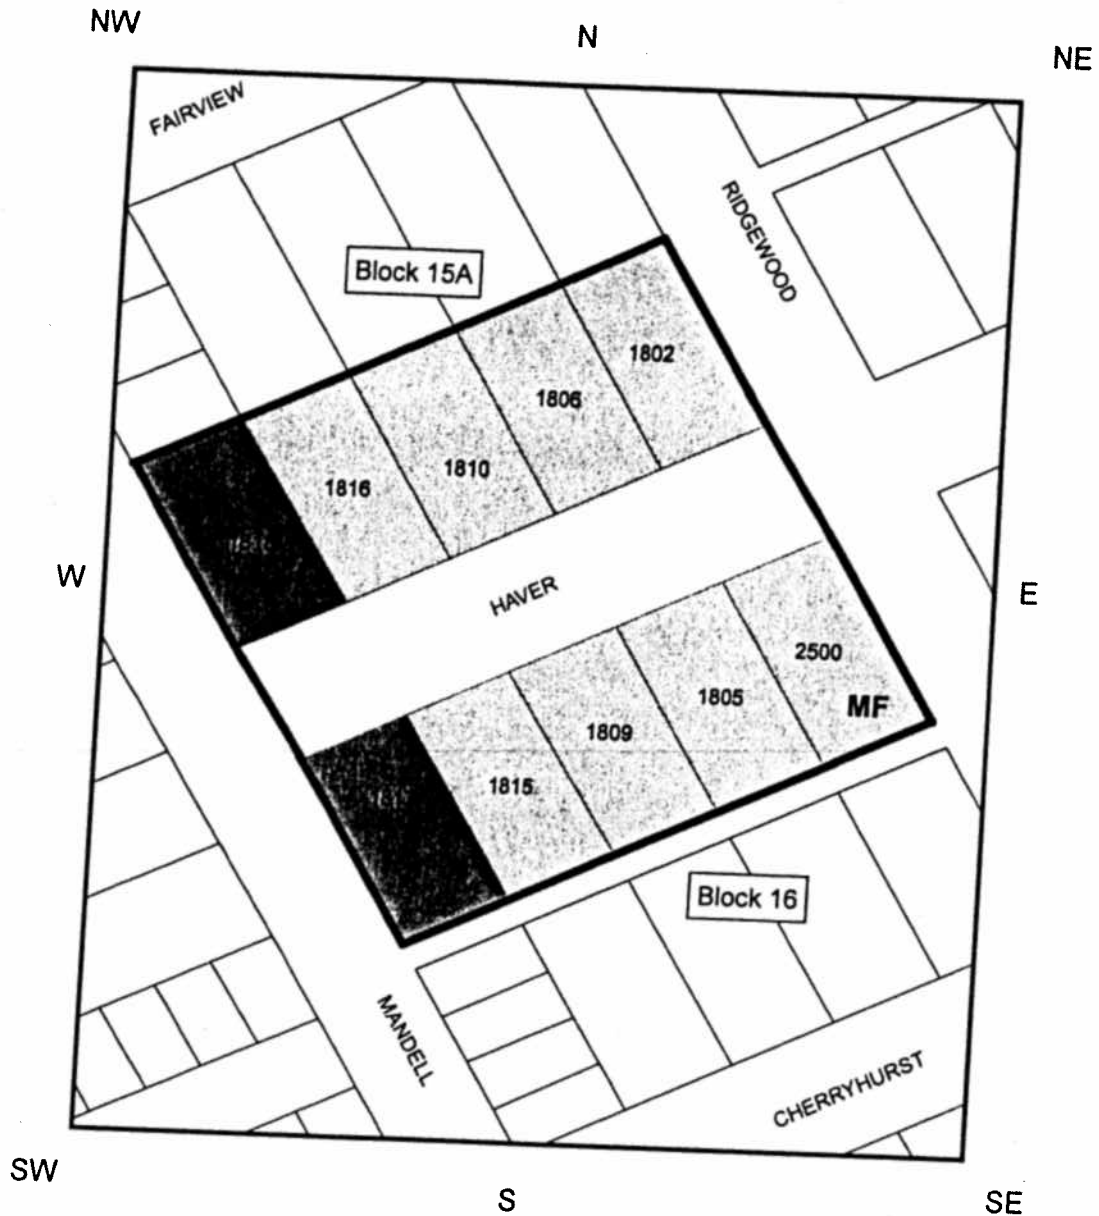 NW
N
NE
FAIRVIEW
RIDGEWOOD
Block 15A
1802
1806
1810
1816
W
HAVER
E
2500
MF
1805
1809
1815
Block 16
MANDELL
CHERRYHURST
SW
S
SE